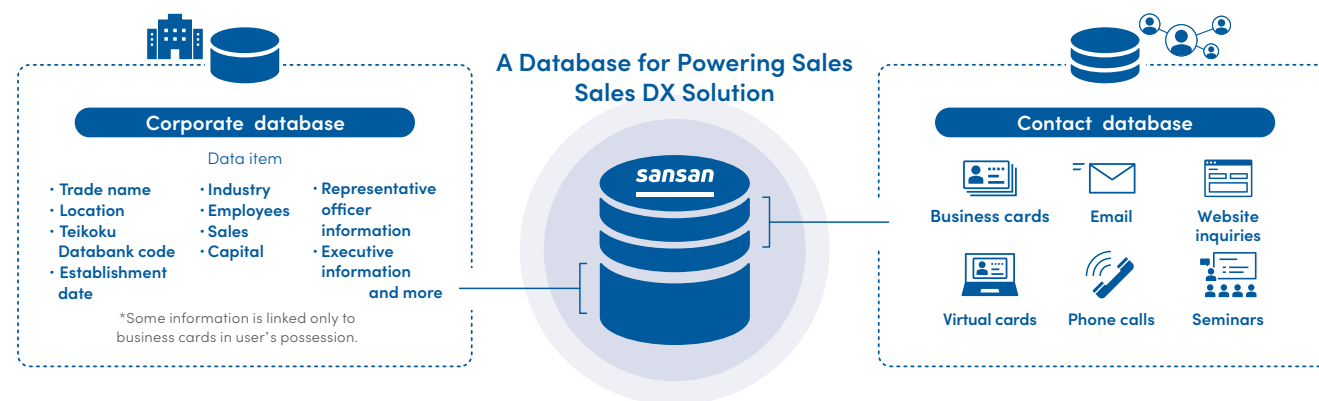 A Database for Powering Sales
Sales DX Solution
Corporate database
Data item
・Trade name
・Location
・Teikoku
Databank code
・Establishment
date
・Industry
・Employees
・Sales
・Capital
・Representative
officer
information
・Executive
information
and more
*Some information is linked only to
business cards in user's possession.
sansan
Contact database
Business cards
Email
Website
inquiries
Virtual cards
Phone calls
Seminars